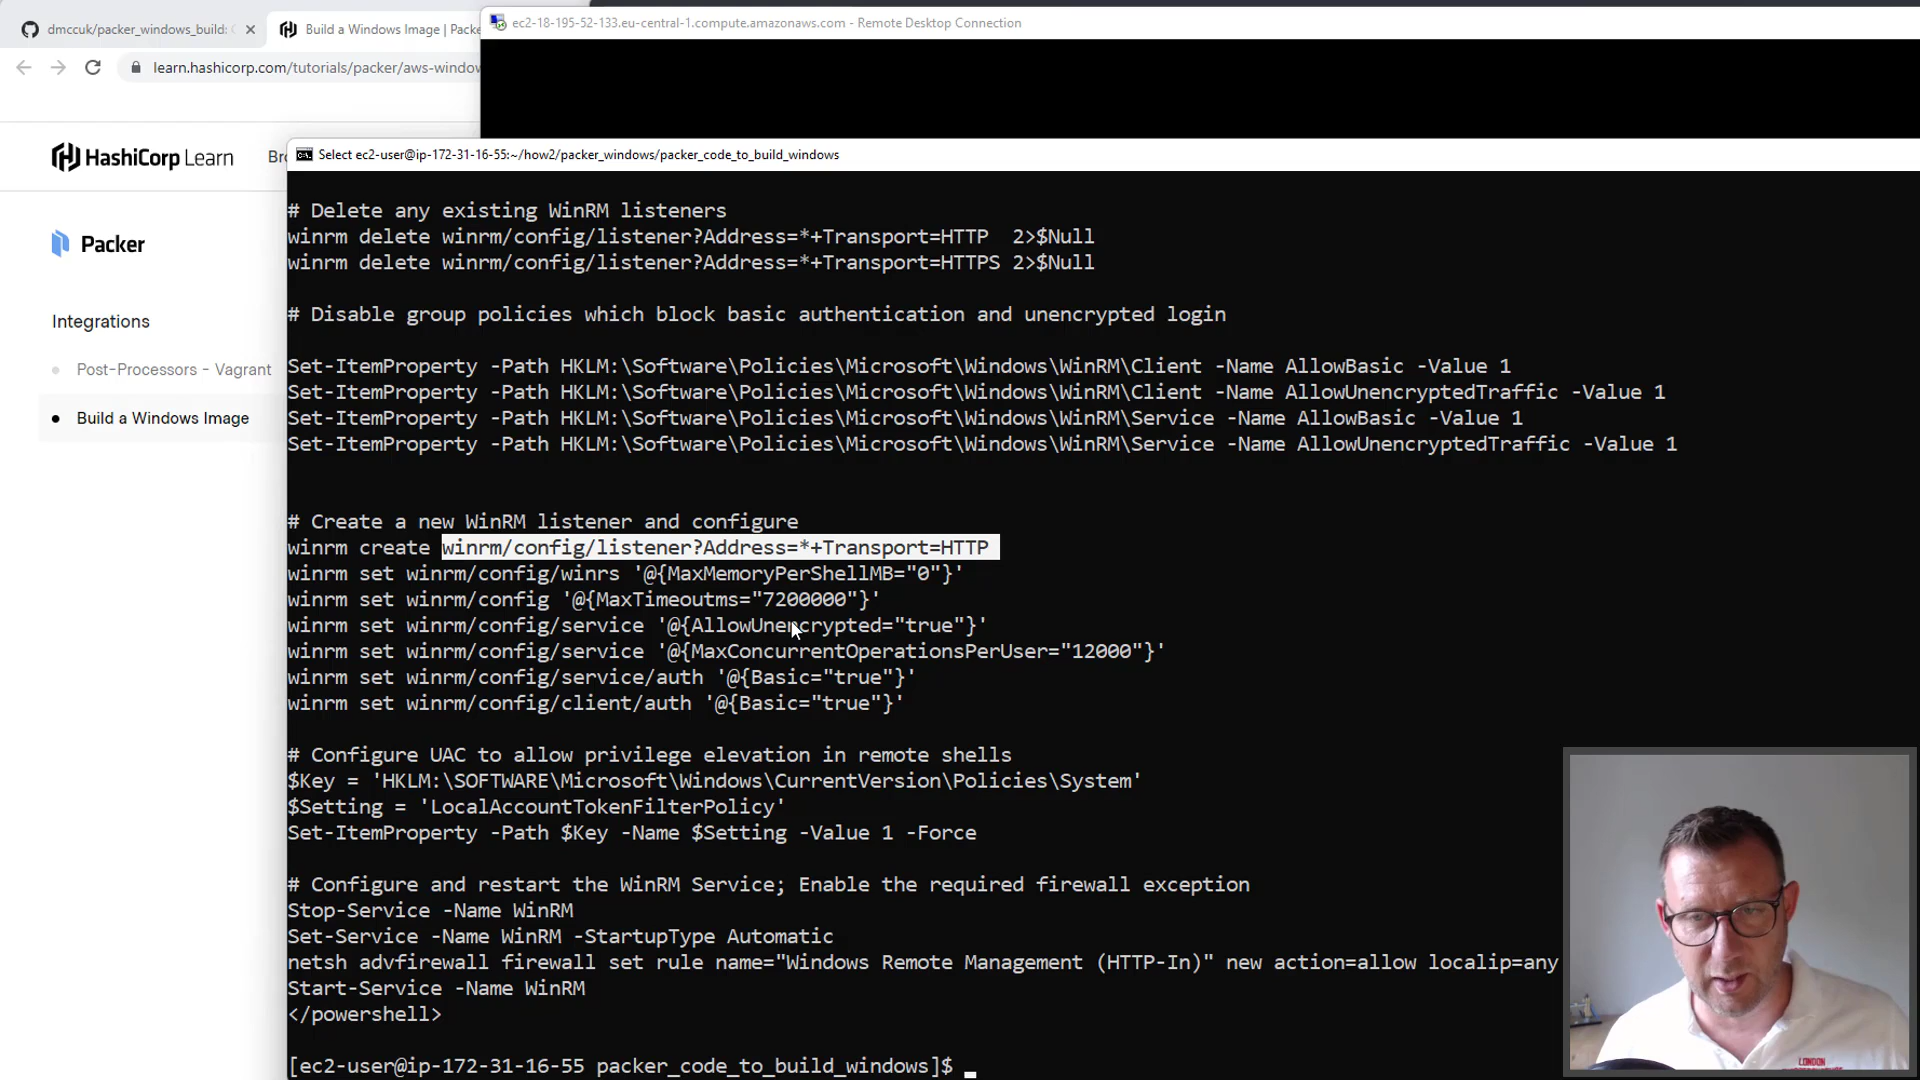 dmccuk/packer_windows_build:
Build a Windows Image | Packe
ec2-18-195-52-133.eu-central-1.compute.amazonaws.com - Remote Desktop Connection
learn.hashicorp.com/tutorials/packer/aws-window
HashiCorp Learn
Select ec2-user@ip-172-31-16-55:~/how2/packer_windows/packer_code_to_build_windows
Packer
Integrations
Post-Processors - Vagrant
Build a Windows Image
# Delete any existing WinRM listeners
winrm delete winrm/config/listener?Address=*+Transport=HTTP  2>$Null
winrm delete winrm/config/listener?Address=*+Transport=HTTPS 2>$Null
# Disable group policies which block basic authentication and unencrypted login
Set-ItemProperty -Path HKLM:\Software\Policies\Microsoft\Windows\WinRM\Client -Name AllowBasic -Value 1
Set-ItemProperty -Path HKLM:\Software\Policies\Microsoft\Windows\WinRM\Client -Name AllowUnencryptedTraffic -Value 1
Set-ItemProperty -Path HKLM:\Software\Policies\Microsoft\Windows\WinRM\Service -Name AllowBasic -Value 1
Set-ItemProperty -Path HKLM:\Software\Policies\Microsoft\Windows\WinRM\Service -Name AllowUnencryptedTraffic -Value 1
# Create a new WinRM listener and configure
winrm create winrm/config/listener?Address=*+Transport=HTTP
winrm set winrm/config/winrs '@{MaxMemoryPerShellMB="0"}'
winrm set winrm/config '@{MaxTimeoutms="7200000"}'
winrm set winrm/config/service '@{AllowUnencrypted="true"}'
winrm set winrm/config/service '@{MaxConcurrentOperationsPerUser="12000"}'
winrm set winrm/config/service/auth '@{Basic="true"}'
winrm set winrm/config/client/auth '@{Basic="true"}'
# Configure UAC to allow privilege elevation in remote shells
$Key = 'HKLM:\SOFTWARE\Microsoft\Windows\CurrentVersion\Policies\System'
$Setting = 'LocalAccountTokenFilterPolicy'
Set-ItemProperty -Path $Key -Name $Setting -Value 1 -Force
# Configure and restart the WinRM Service; Enable the required firewall exception
Stop-Service -Name WinRM
Set-Service -Name WinRM -StartupType Automatic
netsh advfirewall firewall set rule name="Windows Remote Management (HTTP-In)" new action=allow localip=any
Start-Service -Name WinRM
</powershell>
[ec2-user@ip-172-31-16-55 packer_code_to_build_windows]$
LONDON